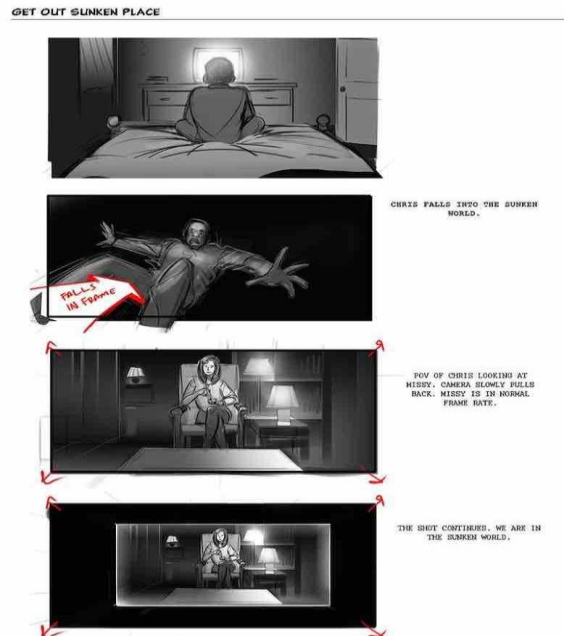 GET OUT SUNKEN PLACE
CHRIS FALLS INTO THE SUNKEN
WORLD.
FALLS
IN FRAME
POV OF CHRIS LOOKING AT
MISSY. CAMERA SLOWLY PULLS
BACK. MISSY IS IN NORMAL
FRAME RATE.
THE SHOT CONTINUES. WE ARE IN
THE SUNKEN WORLD.